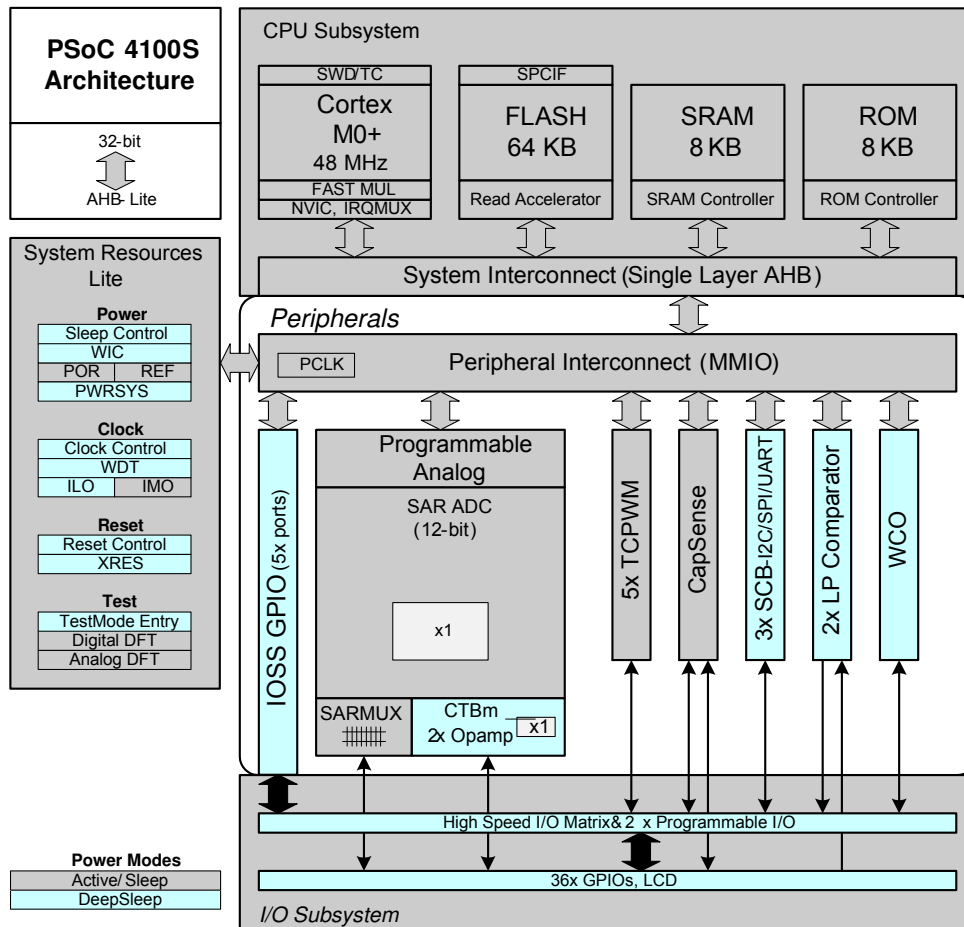 PSoC 4100S
Architecture
32-bit
AHB- Lite
CPU Subsystem
SWD/TC
Cortex
M0+
48 MHz
FAST MUL
NVIC, IRQMUX
SPCIF
FLASH
64 KB
Read Accelerator
SRAM
8 KB
SRAM Controller
ROM
8 KB
ROM Controller
System Interconnect (Single Layer AHB)
System Resources
Lite
Power
Sleep Control
WIC
POR REF
PWRSYS
Clock
Clock Control
WDT
ILO IMO
Reset
Reset Control
XRES
Test
TestMode Entry
Digital DFT
Analog DFT
Peripherals
PCLK
Peripheral Interconnect (MMIO)
IOSS GPIO (5x ports)
Programmable
Analog
SAR ADC
(12-bit)
x1
SARMUX
CTBm
2x Opamp
x1
5x TCPWM
CapSense
3x SCB-I2C/SPI/UART
2x LP Comparator
WCO
High Speed I/O Matrix& 2 x Programmable I/O
36x GPIOs, LCD
I/O Subsystem
Power Modes
Active/ Sleep
DeepSleep